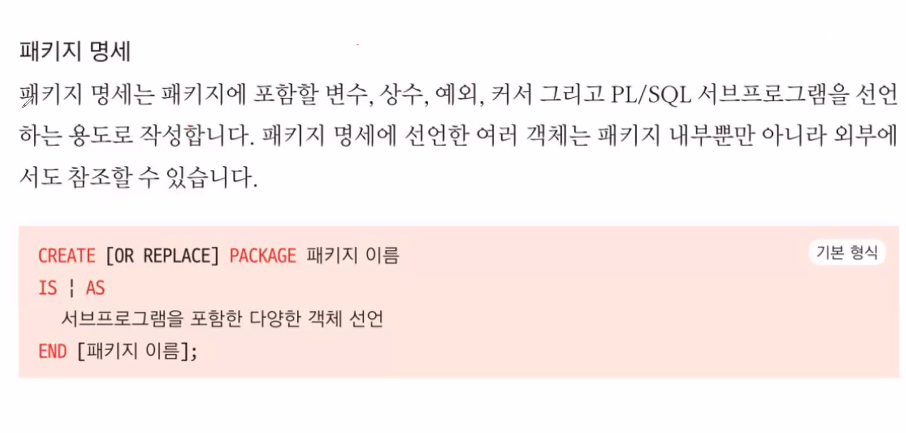 패키지 명세
패키지 명세는 패키지에 포함할 변수, 상수, 예외, 커서 그리고 PL/SQL 서브프로그램을 선언
하는 용도로 작성합니다. 패키지 명세에 선언한 여러 객체는 패키지 내부뿐만 아니라 외부에
서도 참조할 수 있습니다.
기본 형식
CREATE [OR REPLACE] PACKAGE 패키지 이름
IS | AS
서브프로그램을 포함한 다양한 객체 선언
END [패키지 이름];